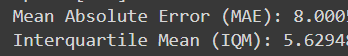 Mean Absolute Error (MAE): 8.000
Interquartile Mean (IQM): 5.6294